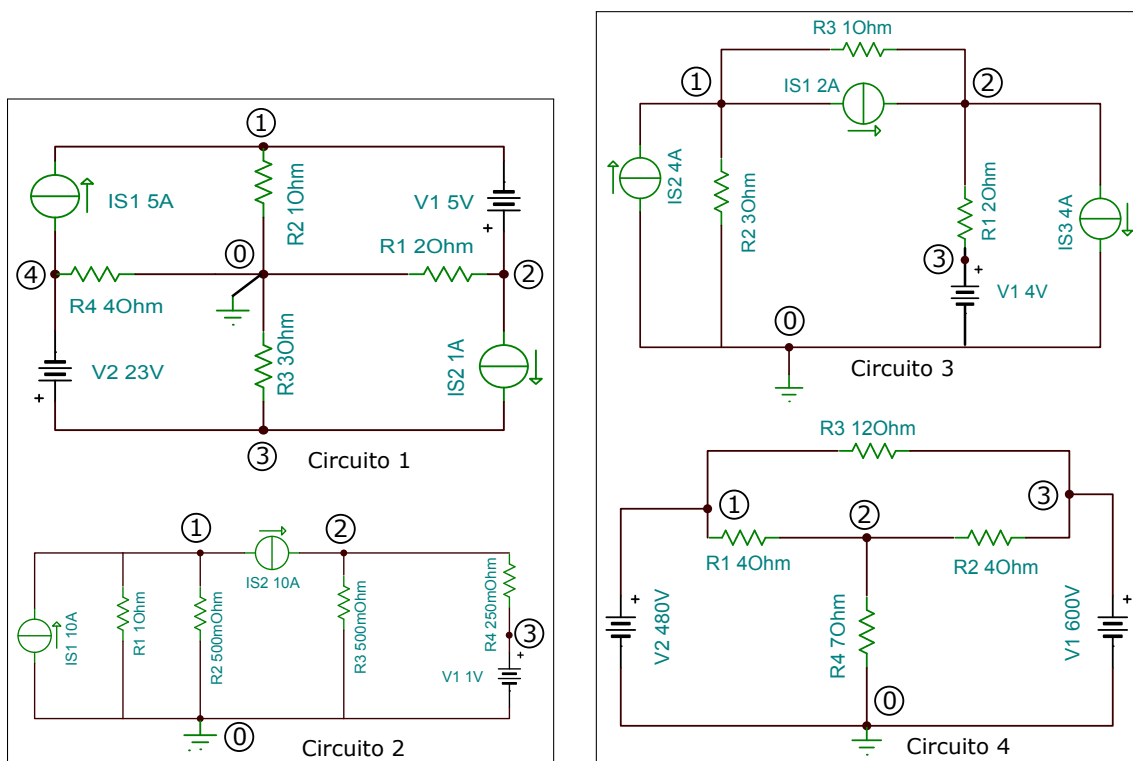 1
IS1 5A
R2 1Ohm
V1 5V
+
0
R1 2Ohm
4
2
R4 4Ohm
V2 23V
+
R3 3Ohm
IS2 1A
3
Circuito 1
1
2
IS2 10A
IS1 10A
R1 1Ohm
R2 500mOhm
R3 500mOhm
R4 250mOhm
3
+
V1 1V
0
Circuito 2
R3 1Ohm
1
IS1 2A
2
IS2 4A
R2 3Ohm
R1 2Ohm
IS3 4A
3
+
V1 4V
0
Circuito 3
R3 12Ohm
1
2
3
R1 4Ohm
R2 4Ohm
+
V2 480V
R4 7Ohm
+
V1 600V
0
Circuito 4